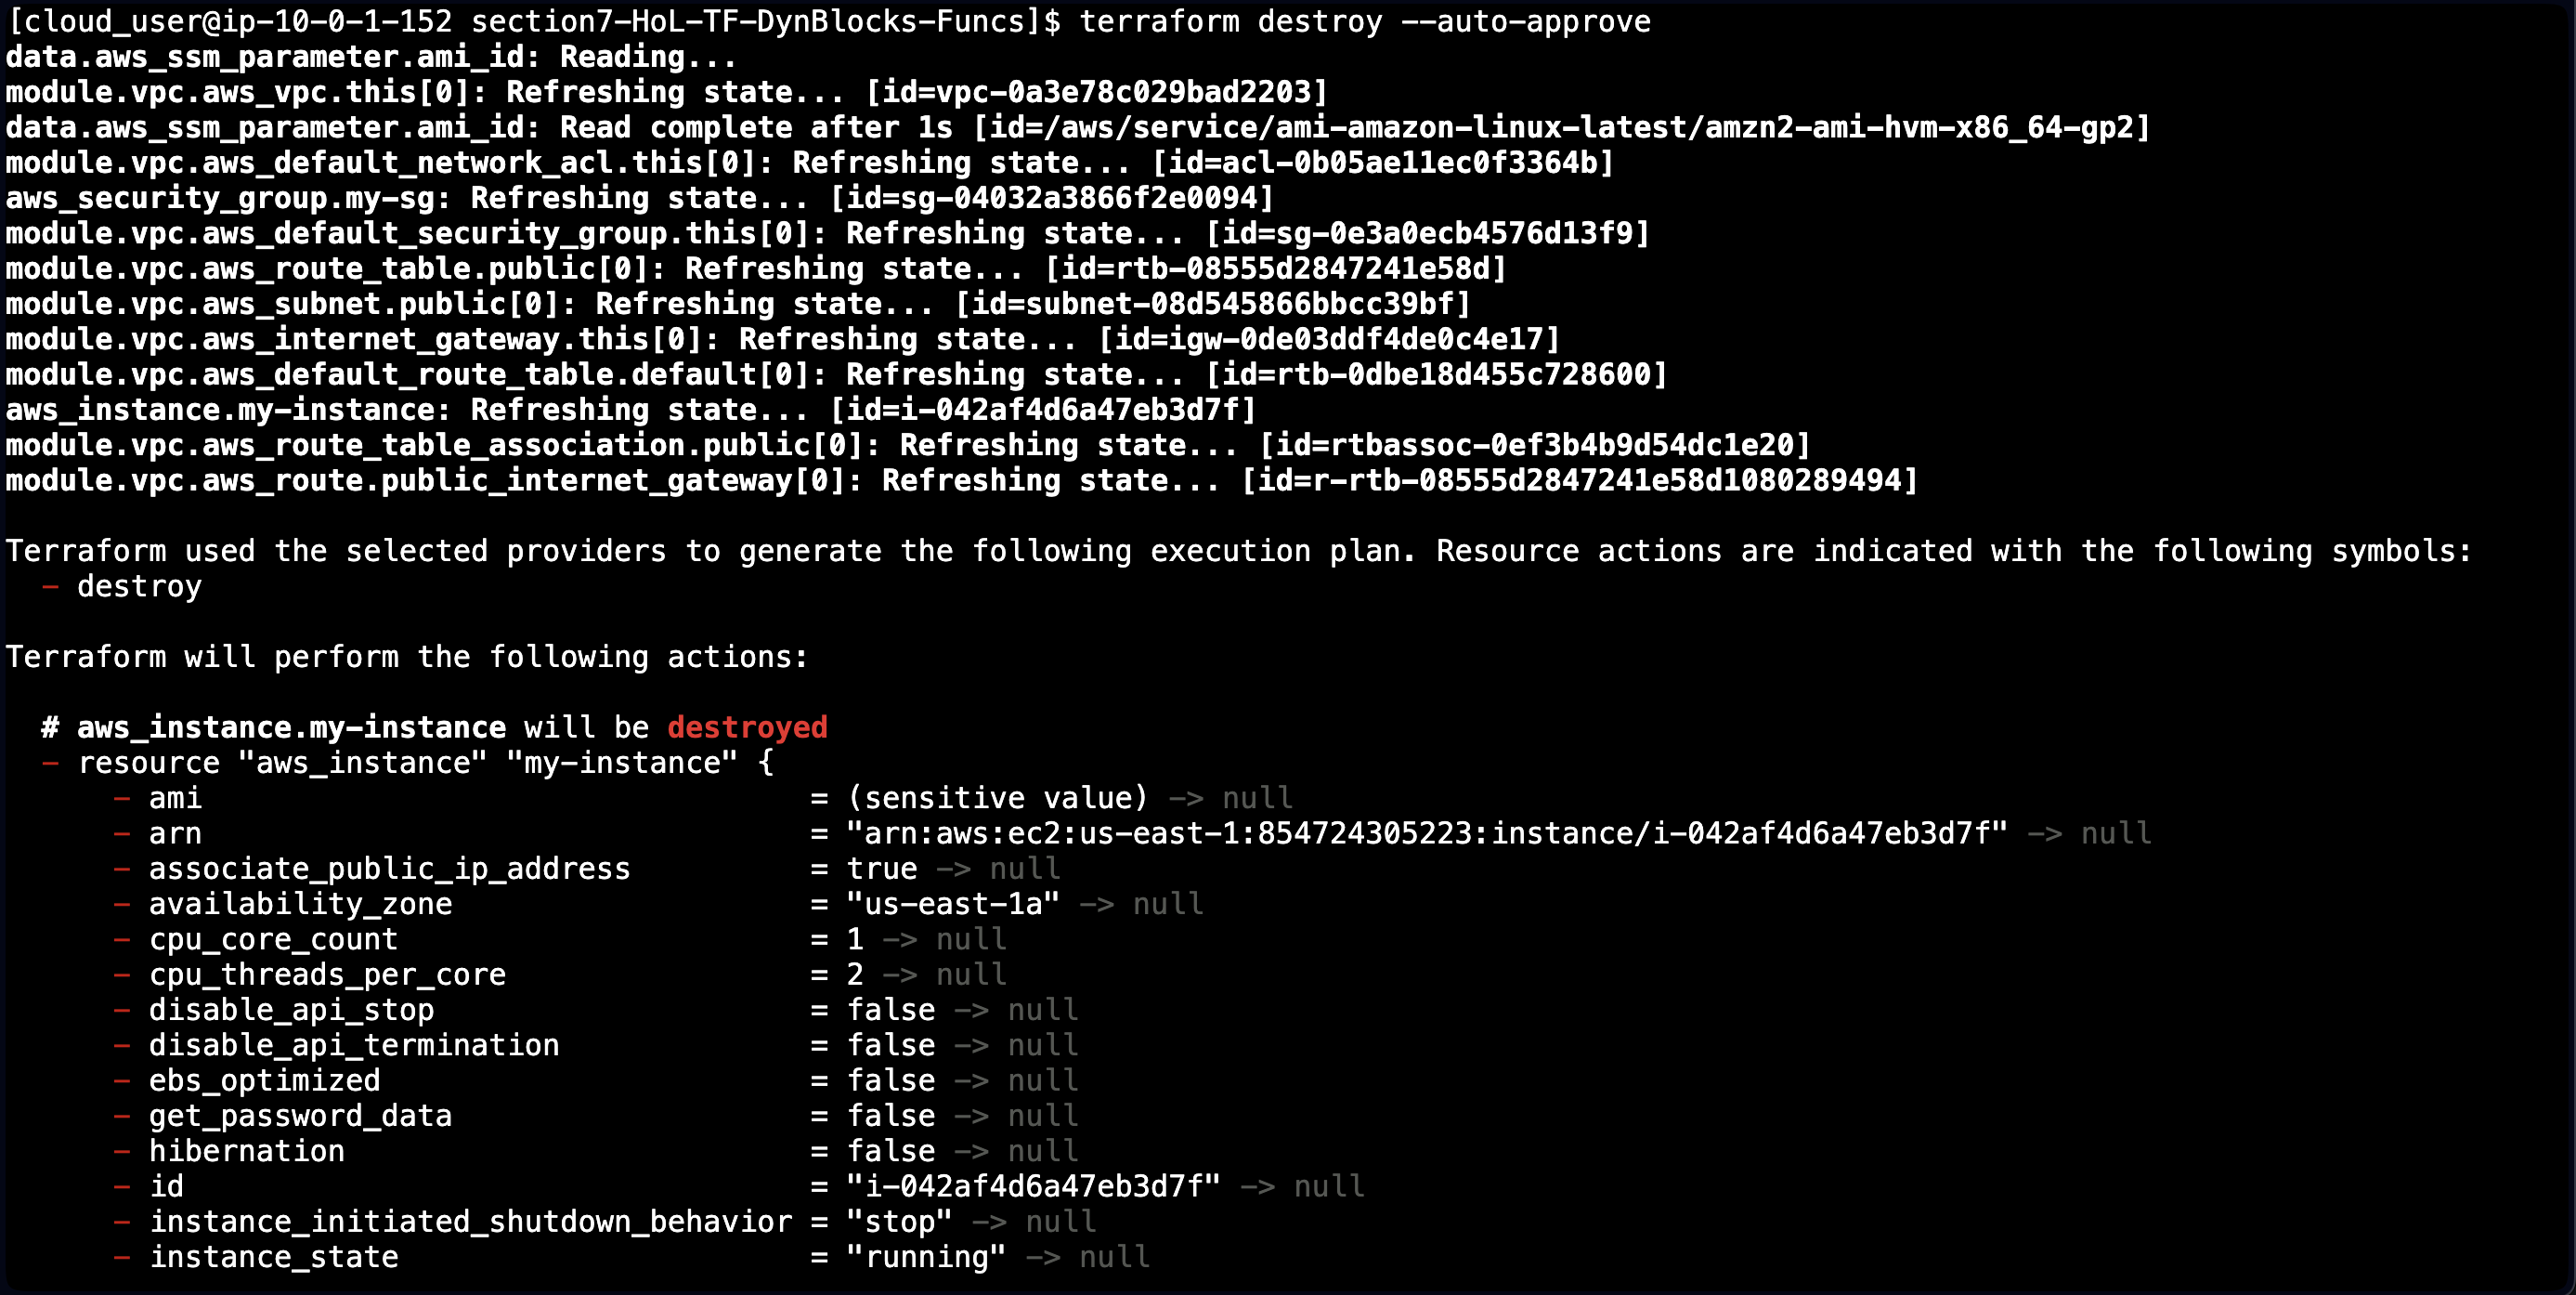 [cloud_user@ip-10-0-1-152 section7-HoL-TF-DynBlocks-Funcs]$ terraform destroy --auto-approve
data.aws_ssm_parameter.ami_id: Reading...
module.vpc.aws_vpc.this[0]: Refreshing state... [id=vpc-0a3e78c029bad2203]
data.aws_ssm_parameter.ami_id: Read complete after 1s [id=/aws/service/ami-amazon-linux-latest/amzn2-ami-hvm-x86_64-gp2]
module.vpc.aws_default_network_acl.this[0]: Refreshing state... [id=acl-0b05ae11ec0f3364b]
aws_security_group.my-sg: Refreshing state... [id=sg-04032a3866f2e0094]
module.vpc.aws_default_security_group.this[0]: Refreshing state... [id=sg-0e3a0ecb4576d13f9]
module.vpc.aws_route_table.public[0]: Refreshing state... [id=rtb-08555d2847241e58d]
module.vpc.aws_subnet.public[0]: Refreshing state... [id=subnet-08d545866bbcc39bf]
module.vpc.aws_internet_gateway.this[0]: Refreshing state... [id=igw-0de03ddf4de0c4e17]
module.vpc.aws_default_route_table.default[0]: Refreshing state... [id=rtb-0dbe18d455c728600]
aws_instance.my-instance: Refreshing state... [id=i-042af4d6a47eb3d7f]
module.vpc.aws_route_table_association.public[0]: Refreshing state... [id=rtbassoc-0ef3b4b9d54dc1e20]
module.vpc.aws_route.public_internet_gateway[0]: Refreshing state... [id=r-rtb-08555d2847241e58d1080289494]

Terraform used the selected providers to generate the following execution plan. Resource actions are indicated with the following symbols:
  - destroy

Terraform will perform the following actions:

  # aws_instance.my-instance will be destroyed
  - resource "aws_instance" "my-instance" {
      - ami                                  = (sensitive value) -> null
      - arn                                  = "arn:aws:ec2:us-east-1:854724305223:instance/i-042af4d6a47eb3d7f" -> null
      - associate_public_ip_address          = true -> null
      - availability_zone                    = "us-east-1a" -> null
      - cpu_core_count                       = 1 -> null
      - cpu_threads_per_core                 = 2 -> null
      - disable_api_stop                     = false -> null
      - disable_api_termination              = false -> null
      - ebs_optimized                        = false -> null
      - get_password_data                    = false -> null
      - hibernation                          = false -> null
      - id                                   = "i-042af4d6a47eb3d7f" -> null
      - instance_initiated_shutdown_behavior = "stop" -> null
      - instance_state                       = "running" -> null